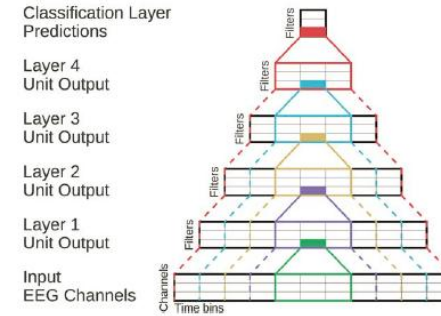 Classification Layer
Predictions
Filters
Layer 4
Unit Output
Filters
Layer 3
Unit Output
Filters
Layer 2
Unit Output
Filters
Layer 1
Unit Output
Filters
Input
EEG Channels
Channels
Time bins